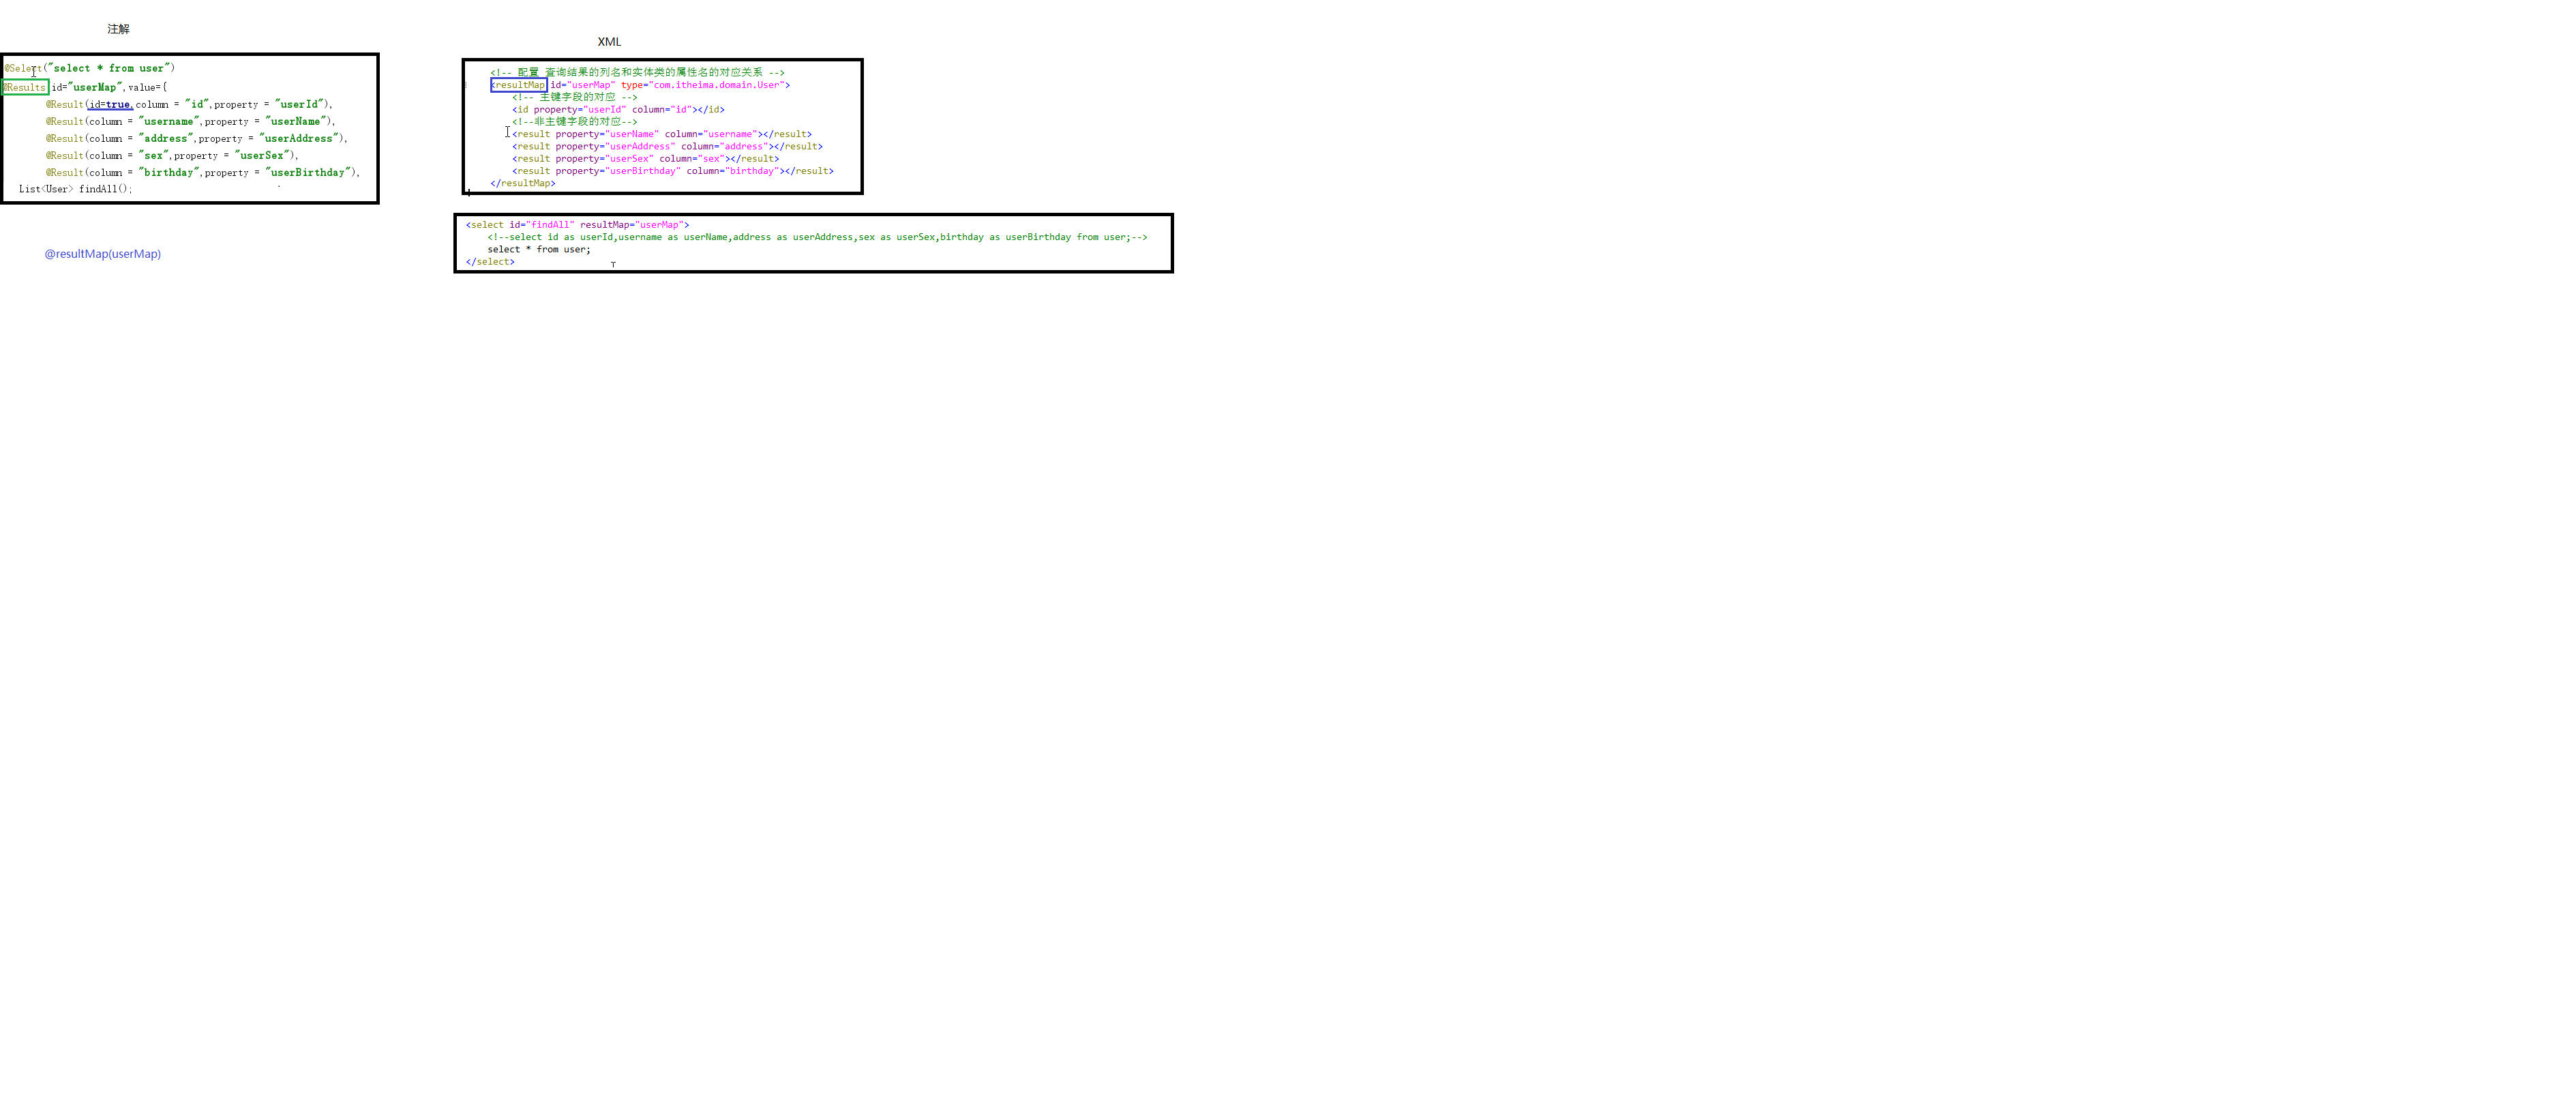 注解
@Select("select * from user")
@Results id="userMap",value={
@Result(id=true,column = "id",property = "userId"),
@Result(column = "username",property = "userName"),
@Result(column = "address",property = "userAddress"),
@Result(column = "sex",property = "userSex"),
@Result(column = "birthday",property = "userBirthday"),
List<User> findAll();
@resultMap(userMap)
XML
<!-- 配置 查询结果的列名和实体类的属性名的对应关系 -->
<resultMap id="userMap" type="com.itheima.domain.User">
<!-- 主键字段的对应 -->
<id property="userId" column="id"></id>
<!--非主键字段的对应-->
<result property="userName" column="username"></result>
<result property="userAddress" column="address"></result>
<result property="userSex" column="sex"></result>
<result property="userBirthday" column="birthday"></result>
</resultMap>
<select id="findAll" resultMap="userMap">
<!--select id as userId,username as userName,address as userAddress,sex as userSex,birthday as userBirthday from user;-->
select * from user;
</select>